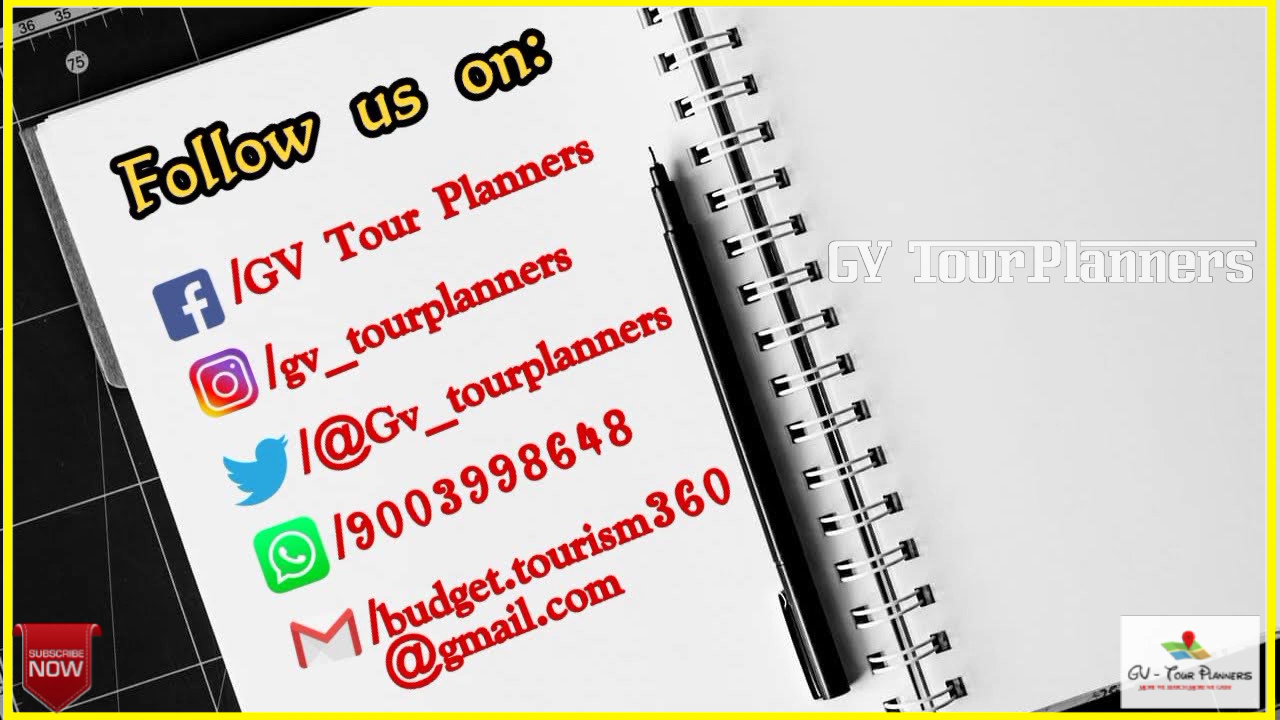 36 35
75
Follow us on:
/GV Tour Planners
/gv_tourplanners
/@Gv_tourplanners
/9003998648
/budget.tourism360
@gmail.com
GV TourPlanners
SUBSCRIBE
NOW
GV - Tour Planners